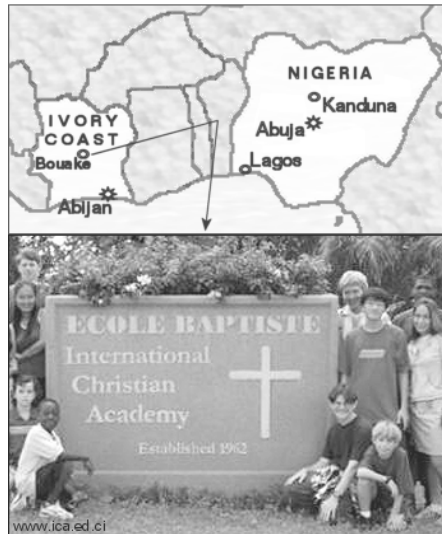 NIGERIA
Kanduna
IVORY
COAST
Abuja
Bouake
Lagos
Abijan
ECOLE BAPTISTE
International
Christian
Academy
Established 1962
www.ica.ed.ci